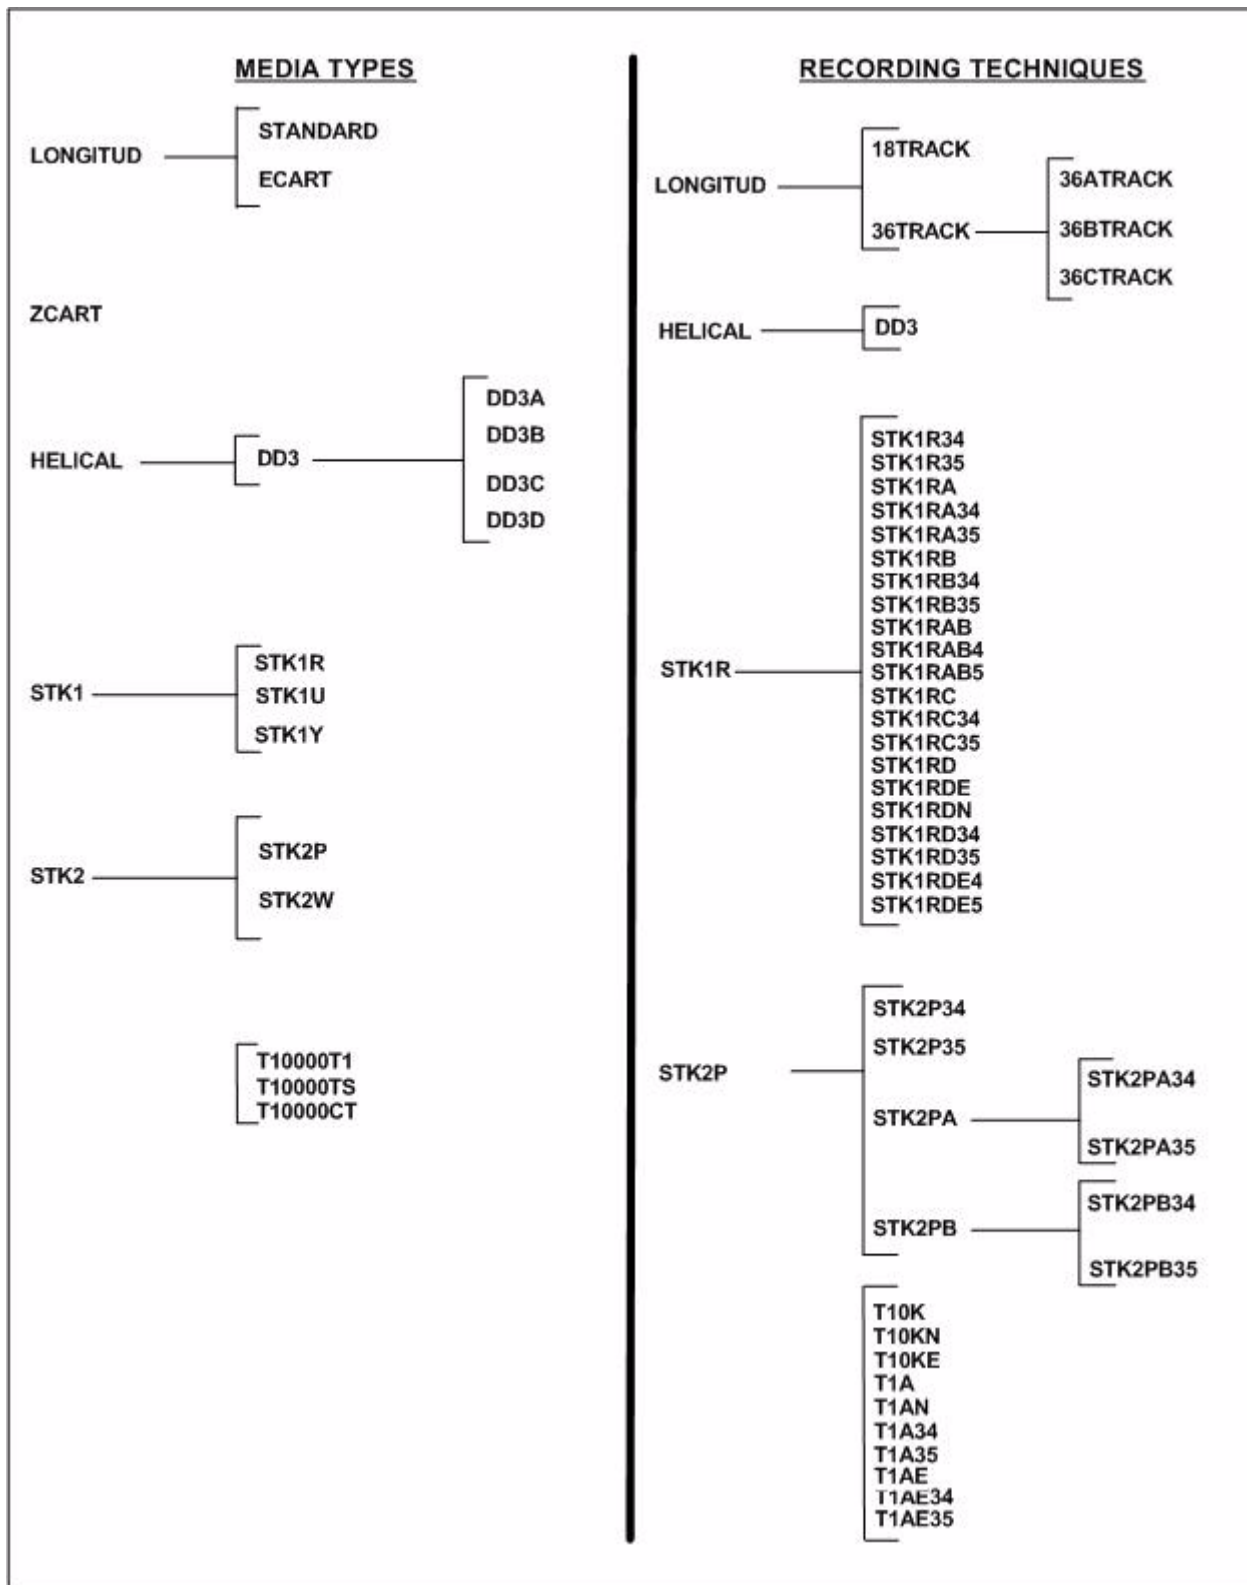 MEDIA TYPES
LONGITUD
STANDARD
ECART
ZCART
HELICAL
DD3
DD3A
DD3B
DD3C
DD3D
STK1
STK1R
STK1U
STK1Y
STK2
STK2P
STK2W
T10000T1
T10000TS
T10000CT
RECORDING TECHNIQUES
LONGITUD
18TRACK
36TRACK
36ATRACK
36BTRACK
36CTRACK
HELICAL
DD3
STK1R
STK1R34
STK1R35
STK1RA
STK1RA34
STK1RA35
STK1RB
STK1RB34
STK1RB35
STK1RAB
STK1RAB4
STK1RAB5
STK1RC
STK1RC34
STK1RC35
STK1RD
STK1RDE
STK1RDN
STK1RD34
STK1RD35
STK1RDE4
STK1RDE5
STK2P
STK2P34
STK2P35
STK2PA
STK2PA34
STK2PA35
STK2PB
STK2PB34
STK2PB35
T10K
T10KN
T10KE
T1A
T1AN
T1A34
T1A35
T1AE
T1AE34
T1AE35